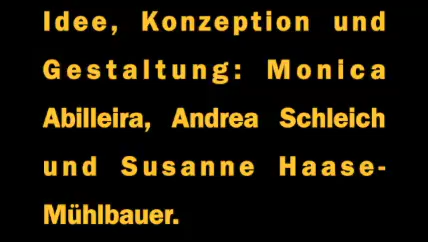 Idee, Konzeption und
Gestaltung: Monica
Abilleira, Andrea Schleich
und Susanne Haase-
Mühlbauer.